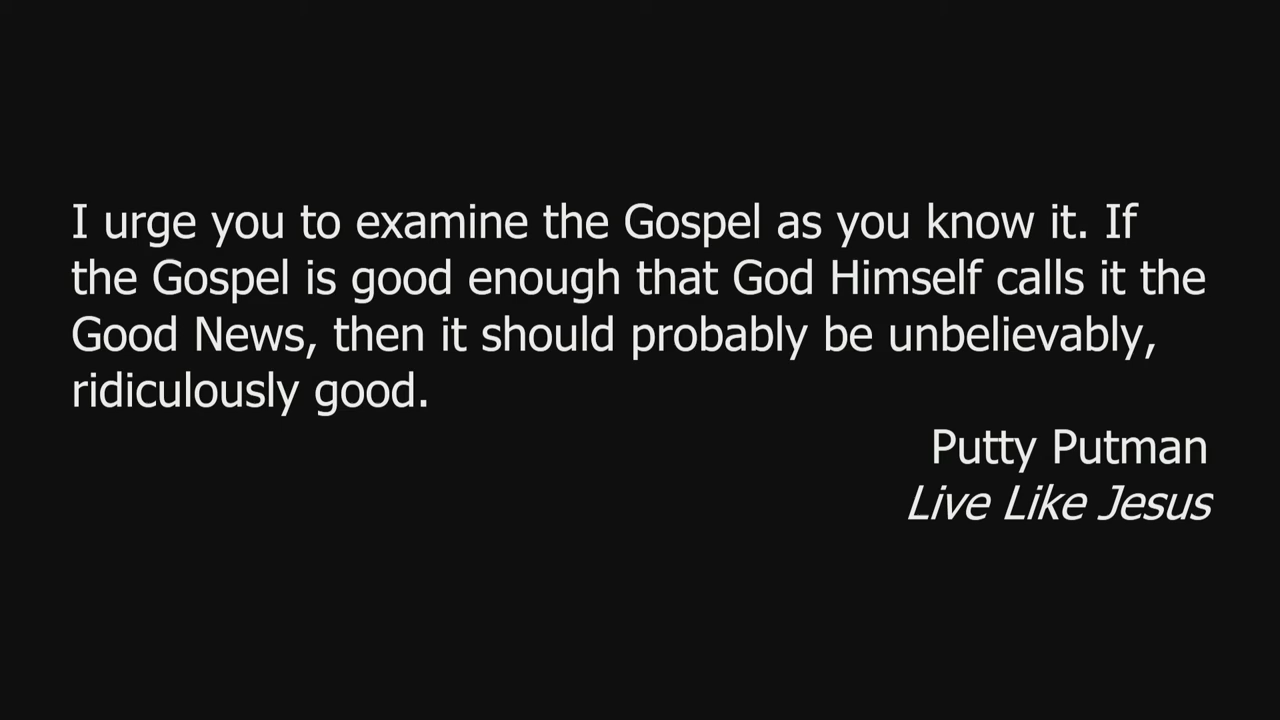 I urge you to examine the Gospel as you know it. If
the Gospel is good enough that God Himself calls it the
Good News, then it should probably be unbelievably,
ridiculously good.
Putty Putman
Live Like Jesus